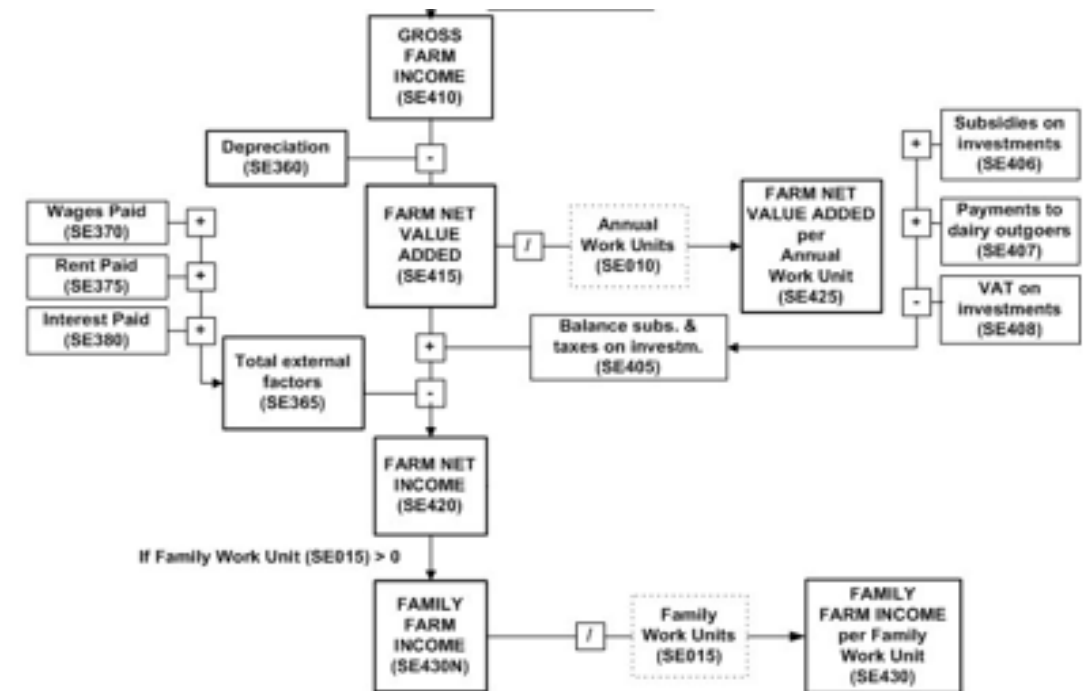 GROSS
FARM
INCOME
(SE410)
Depreciation
(SE360)
-
Subsidies on
investments
(SE406)
+
Wages Paid
(SE370)
+
FARM NET
VALUE
ADDED
(SE415)
/
Annual
Work Units
(SE010)
FARM NET
VALUE ADDED
per
Annual
Work Unit
(SE425)
+
Payments to
dairy outgoers
(SE407)
Rent Paid
(SE375)
+
-
VAT on
investments
(SE408)
Interest Paid
(SE380)
+
+
Balance subs. &
taxes on investm.
(SE405)
Total external
factors
(SE365)
-
FARM NET
INCOME
(SE420)
If Family Work Unit (SE015) > 0
FAMILY
FARM
INCOME
(SE430N)
/
Family
Work Units
(SE015)
FAMILY
FARM INCOME
per Family
Work Unit
(SE430)